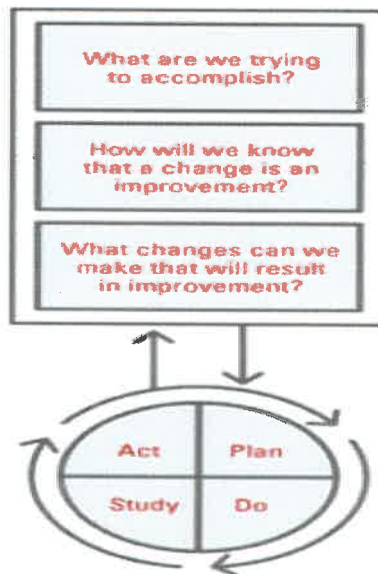 What are we trying
to accomplish?
How will we know
that a change is an
improvement?
What changes can we
make that will result
in improvement?
Act Plan
Study Do